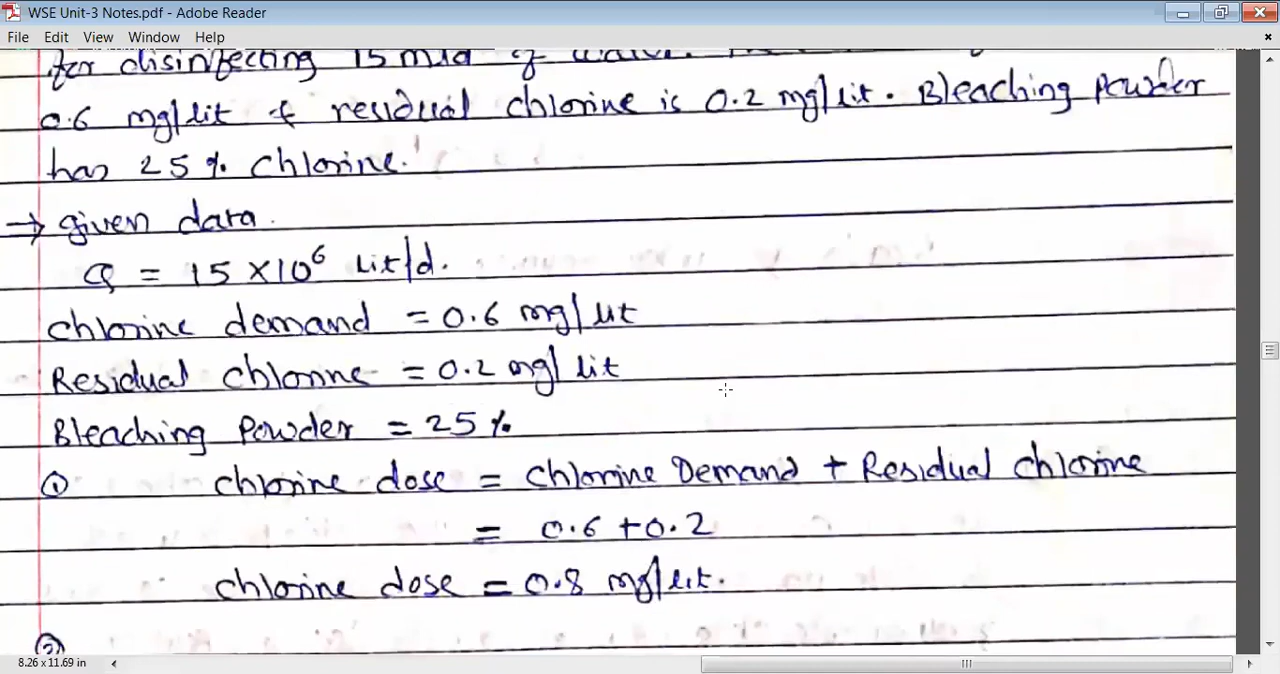 WSE Unit-3 Notes.pdf - Adobe Reader
File Edit View Window Help
for disinfecting 15 mld of water.
0.6 mg/lit & residual chlorine is 0.2 mg/lit. Bleaching powder
has 25 % chlorine.
→ given data.
Q = 15 × 10⁶ lit/d.
chlorine demand = 0.6 mg/lit
Residual chlorine = 0.2 mg/lit
Bleaching Powder = 25 %
① chlorine dose = chlorine Demand + Residual chlorine
= 0.6 + 0.2
chlorine dose = 0.8 mg/lit.
②
8.26 x 11.69 in